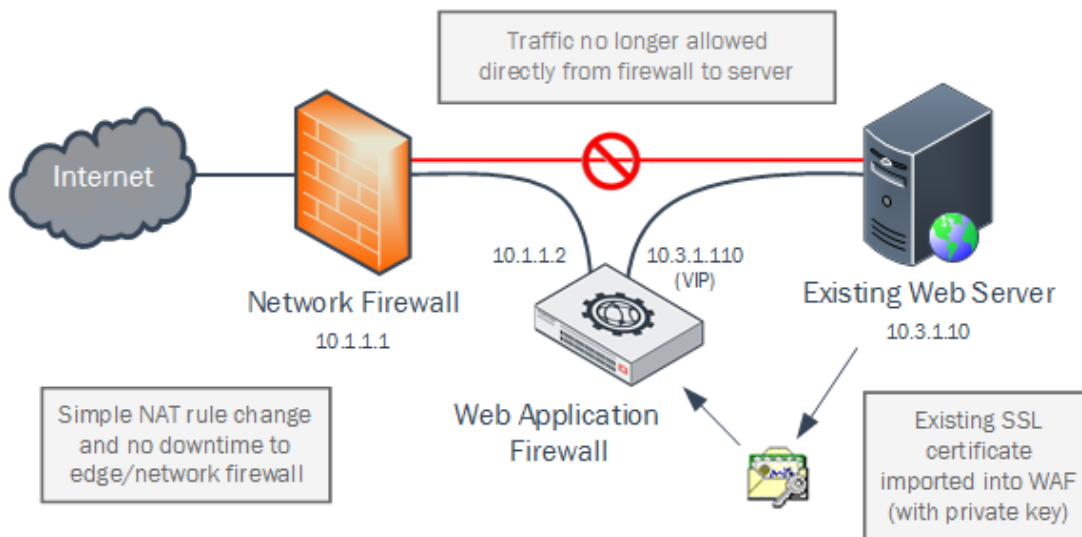 Traffic no longer allowed
directly from firewall to server
Internet
10.1.1.2
10.3.1.110
(VIP)
Network Firewall
10.1.1.1
Existing Web Server
10.3.1.10
Web Application
Firewall
Simple NAT rule change
and no downtime to
edge/network firewall
Existing SSL
certificate
imported into WAF
(with private key)